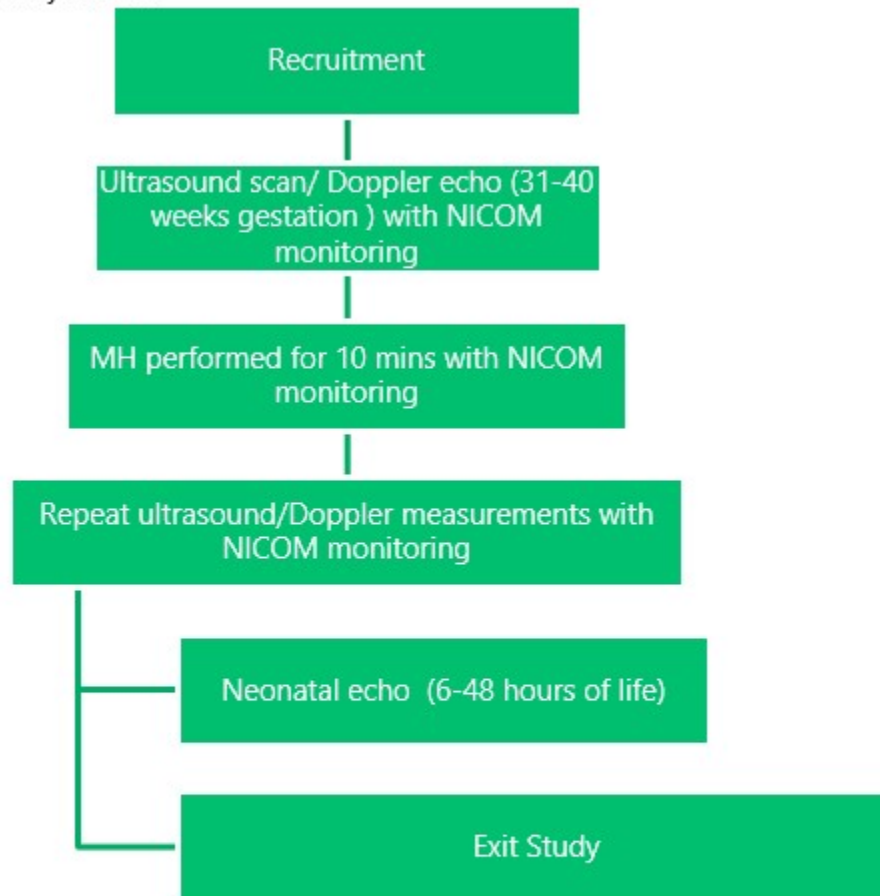 Recruitment
Ultrasound scan/ Doppler echo (31-40
weeks gestation ) with NICOM
monitoring
MH performed for 10 mins with NICOM
monitoring
Repeat ultrasound/Doppler measurements with
NICOM monitoring
Neonatal echo  (6-48 hours of life)
Exit Study